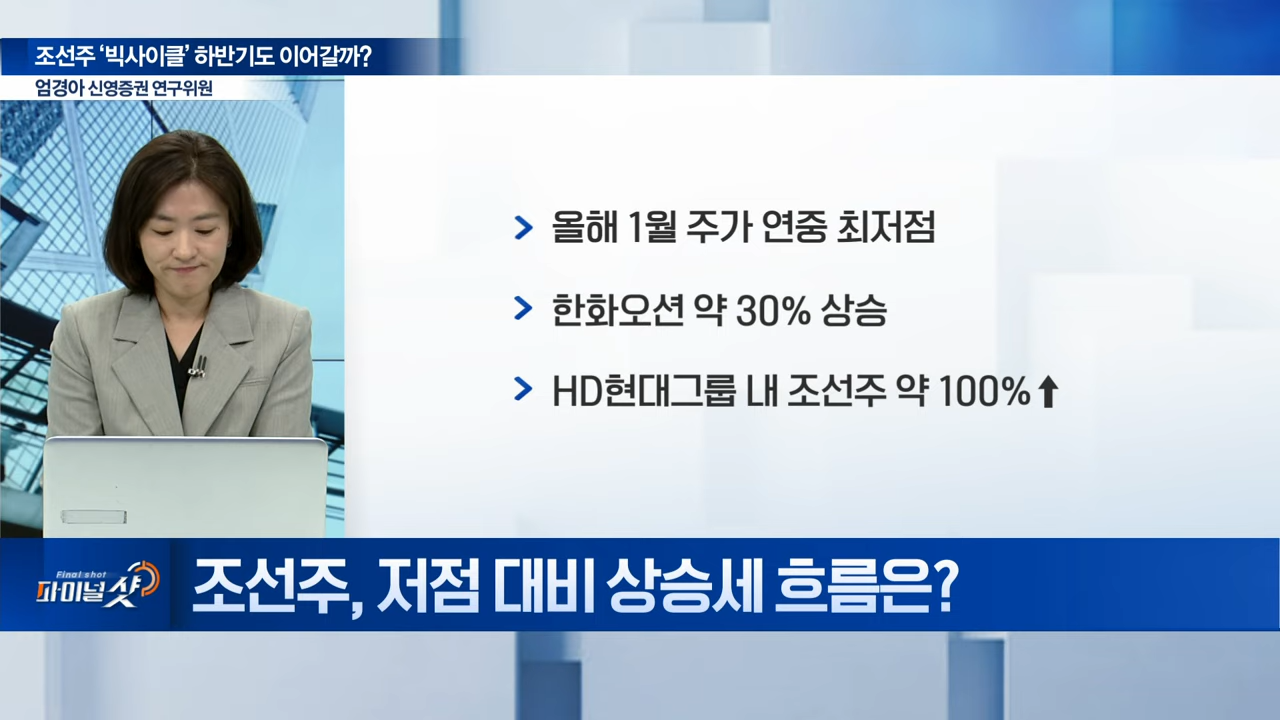 조선주 ‘빅사이클’ 하반기도 이어갈까?
엄경아 신영증권 연구위원
올해 1월 주가 연중 최저점
한화오션 약 30% 상승
HD현대그룹 내 조선주 약 100%
Final shot
파이널샷
조선주, 저점 대비 상승세 흐름은?